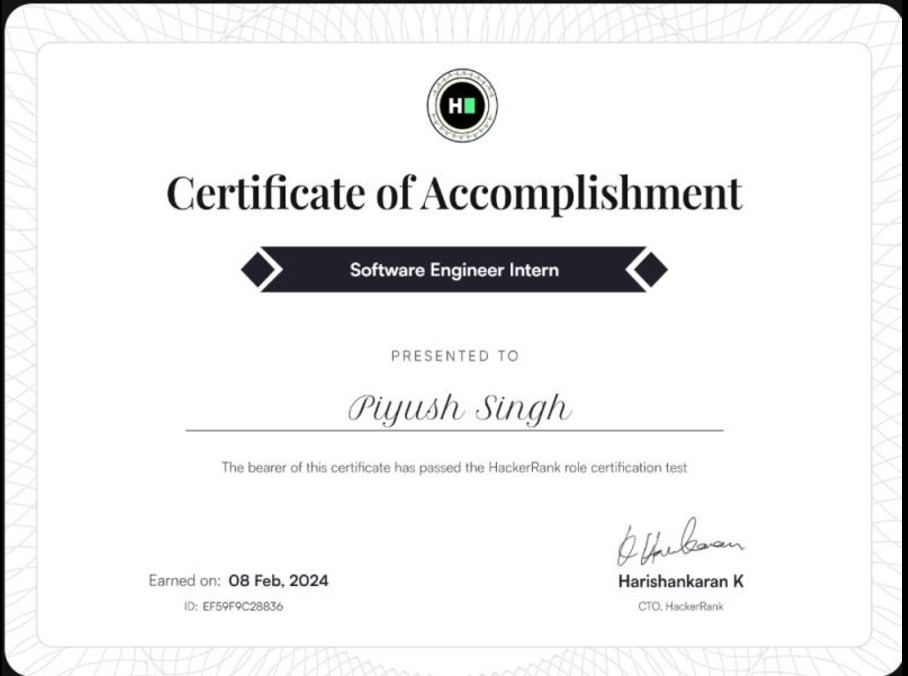 H
Certificate of Accomplishment
Software Engineer Intern
PRESENTED TO
Piyush Singh
The bearer of this certificate has passed the HackerRank role certification test
Earned on: 08 Feb, 2024
ID: EF59F9C28836
Harishankaran K
CTO, HackerRank